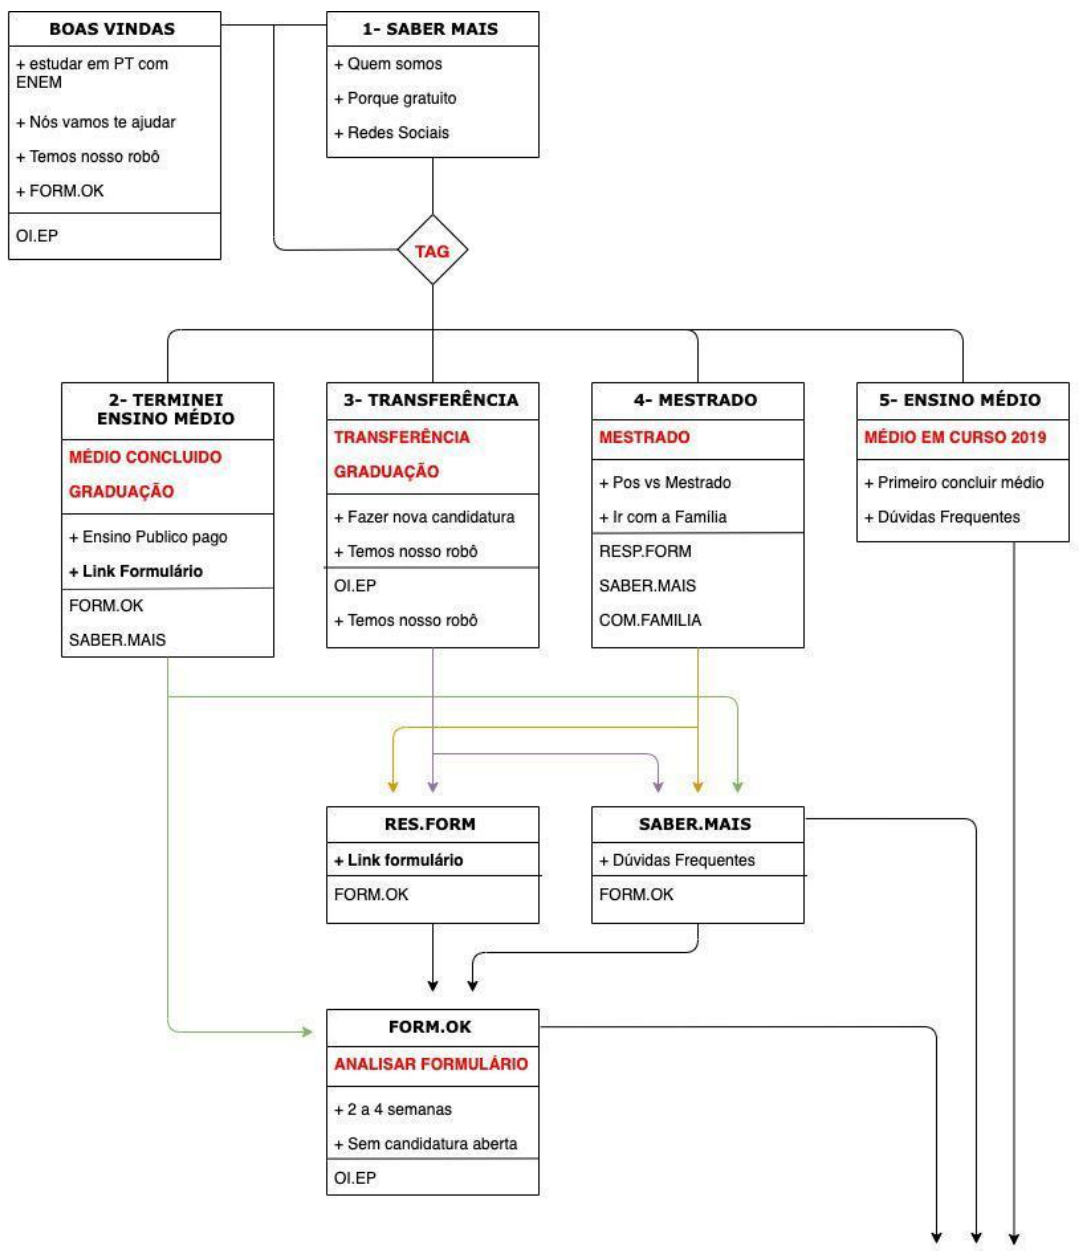 BOAS VINDAS
+ estudar em PT com
ENEM
+ Nós vamos te ajudar
+ Temos nosso robô
+ FORM.OK
OI.EP
1- SABER MAIS
+ Quem somos
+ Porque gratuito
+ Redes Sociais
TAG
2- TERMINEI
ENSINO MÉDIO
MÉDIO CONCLUIDO
GRADUAÇÃO
+ Ensino Publico pago
+ Link Formulário
FORM.OK
SABER.MAIS
3- TRANSFERÊNCIA
TRANSFERÊNCIA
GRADUAÇÃO
+ Fazer nova candidatura
+ Temos nosso robô
OI.EP
+ Temos nosso robô
4- MESTRADO
MESTRADO
+ Pos vs Mestrado
+ Ir com a Família
RESP.FORM
SABER.MAIS
COM.FAMILIA
5- ENSINO MÉDIO
MÉDIO EM CURSO 2019
+ Primeiro concluir médio
+ Dúvidas Frequentes
RES.FORM
+ Link formulário
FORM.OK
SABER.MAIS
+ Dúvidas Frequentes
FORM.OK
FORM.OK
ANALISAR FORMULÁRIO
+ 2 a 4 semanas
+ Sem candidatura aberta
OI.EP